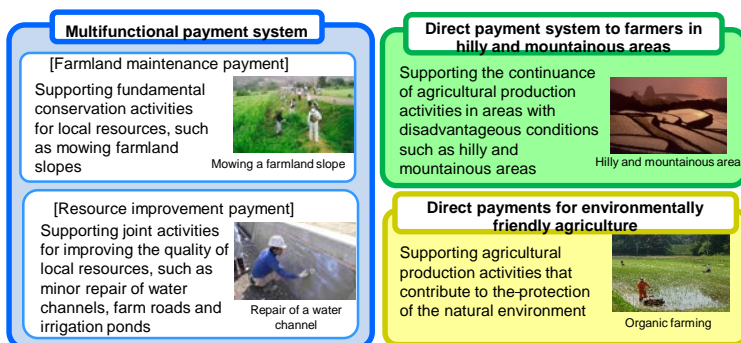 Multifunctional payment system
[Farmland maintenance payment]
Supporting fundamental
conservation activities
for local resources, such
as mowing farmland
slopes
Mowing a farmland slope
[Resource improvement payment]
Supporting joint activities
for improving the quality of
local resources, such as
minor repair of water
channels, farm roads and
irrigation ponds
Repair of a water
channel
Direct payment system to farmers in
hilly and mountainous areas
Supporting the continuance
of agricultural production
activities in areas with
disadvantageous conditions
such as hilly and
mountainous areas
Hilly and mountainous area
Direct payments for environmentally
friendly agriculture
Supporting agricultural
production activities that
contribute to the-protection
of the natural environment
Organic farming